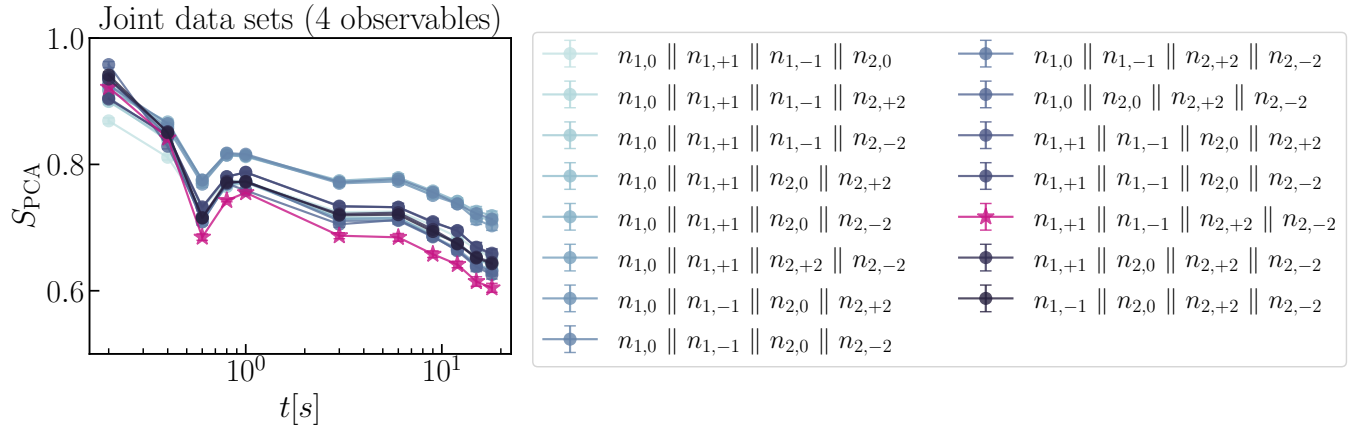 Joint data sets (4 observables)
1.0
0.8
0.6
S_PCA
10^0
10^1
t[s]
n_{1,0} ∥ n_{1,+1} ∥ n_{1,−1} ∥ n_{2,0}
n_{1,0} ∥ n_{1,+1} ∥ n_{1,−1} ∥ n_{2,+2}
n_{1,0} ∥ n_{1,+1} ∥ n_{1,−1} ∥ n_{2,−2}
n_{1,0} ∥ n_{1,+1} ∥ n_{2,0} ∥ n_{2,+2}
n_{1,0} ∥ n_{1,+1} ∥ n_{2,0} ∥ n_{2,−2}
n_{1,0} ∥ n_{1,+1} ∥ n_{2,+2} ∥ n_{2,−2}
n_{1,0} ∥ n_{1,−1} ∥ n_{2,0} ∥ n_{2,+2}
n_{1,0} ∥ n_{1,−1} ∥ n_{2,0} ∥ n_{2,−2}
n_{1,0} ∥ n_{1,−1} ∥ n_{2,+2} ∥ n_{2,−2}
n_{1,0} ∥ n_{2,0} ∥ n_{2,+2} ∥ n_{2,−2}
n_{1,+1} ∥ n_{1,−1} ∥ n_{2,0} ∥ n_{2,+2}
n_{1,+1} ∥ n_{1,−1} ∥ n_{2,0} ∥ n_{2,−2}
n_{1,+1} ∥ n_{1,−1} ∥ n_{2,+2} ∥ n_{2,−2}
n_{1,+1} ∥ n_{2,0} ∥ n_{2,+2} ∥ n_{2,−2}
n_{1,−1} ∥ n_{2,0} ∥ n_{2,+2} ∥ n_{2,−2}